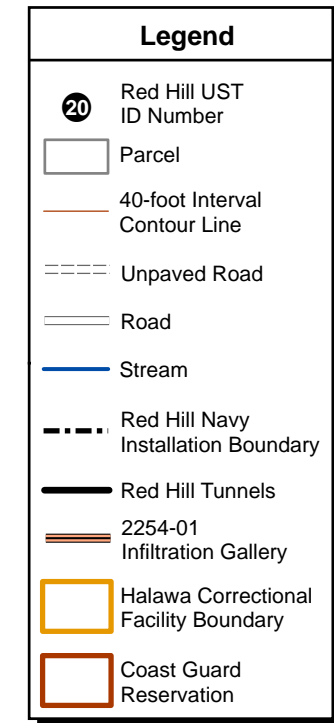 Legend
20
Red Hill UST
ID Number
Parcel
40-foot Interval
Contour Line
Unpaved Road
Road
Stream
Red Hill Navy
Installation Boundary
Red Hill Tunnels
2254-01
Infiltration Gallery
Halawa Correctional
Facility Boundary
Coast Guard
Reservation